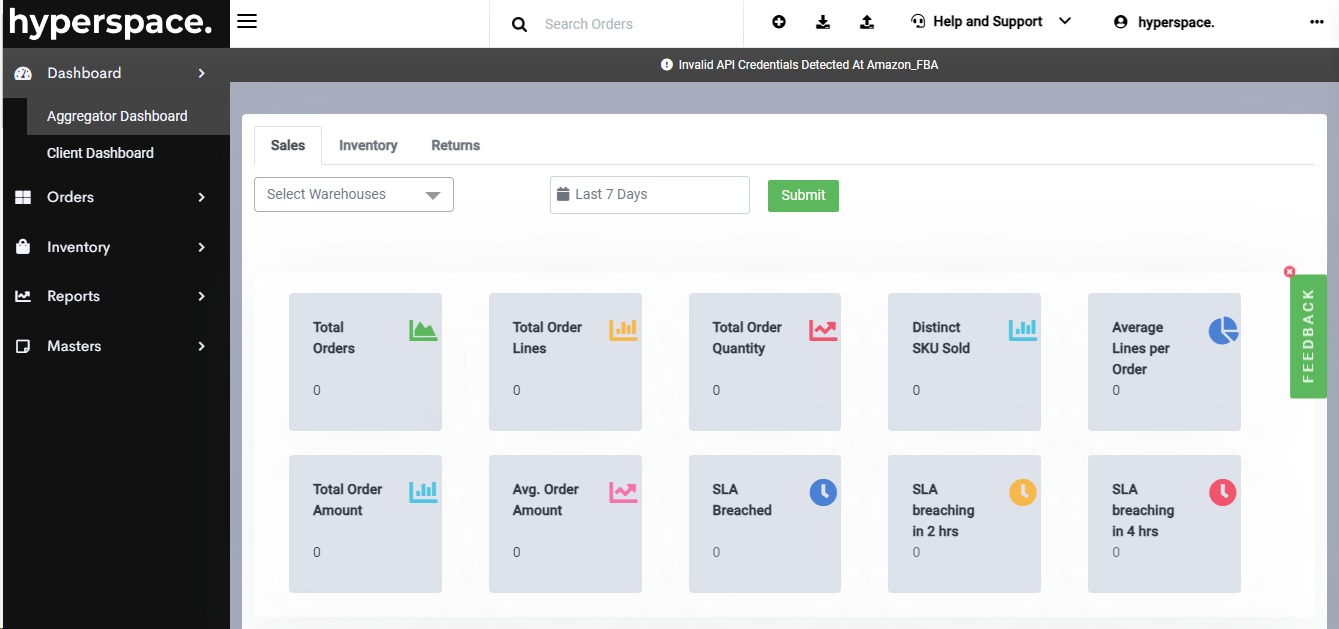 hyperspace.
Search Orders
Help and Support
hyperspace.
Invalid API Credentials Detected At Amazon_FBA
Dashboard
Aggregator Dashboard
Client Dashboard
Orders
Inventory
Reports
Masters
Sales
Inventory
Returns
Select Warehouses
Last 7 Days
Submit
Total
Orders
0
Total Order
Lines
0
Total Order
Quantity
0
Distinct
SKU Sold
0
Average
Lines per
Order
0
Total Order
Amount
0
Avg. Order
Amount
0
SLA
Breached
0
SLA
breaching
in 2 hrs
0
SLA
breaching
in 4 hrs
0
FEEDBACK